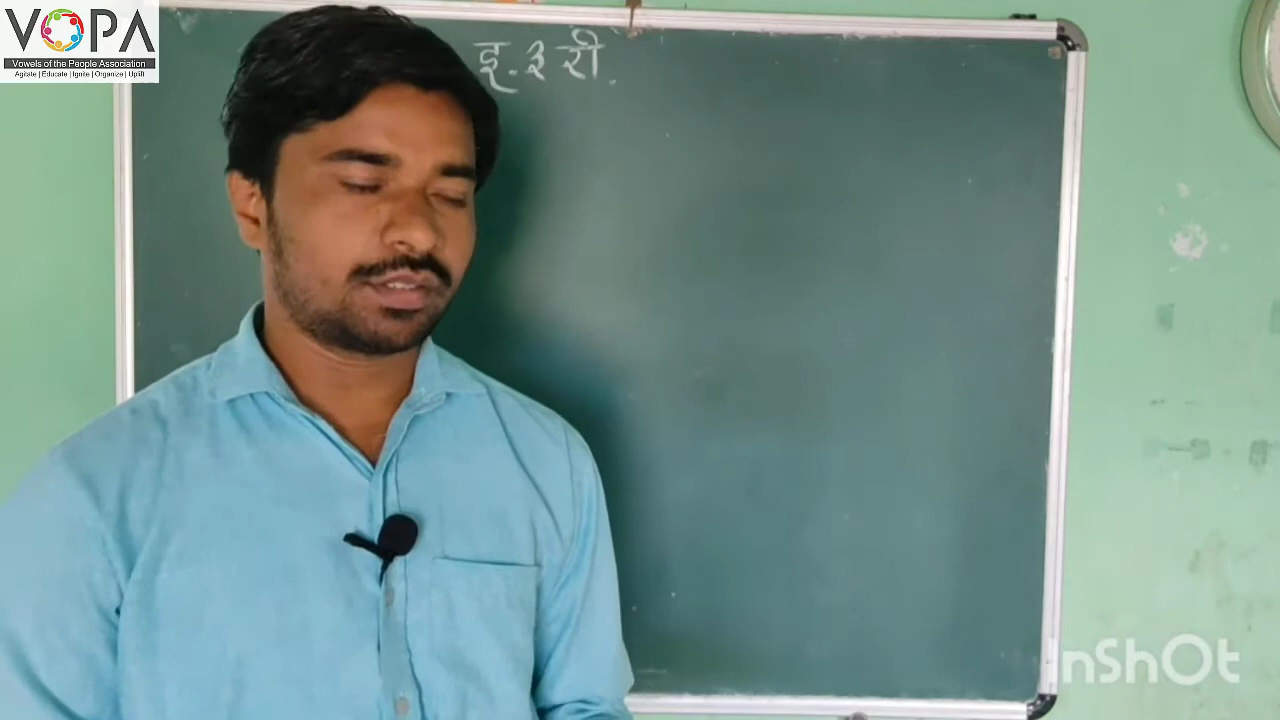 VOPA
Vowels of the People Association
Agitate | Educate | Ignite | Organize | Uplift
इ. ३ री.
InShOt